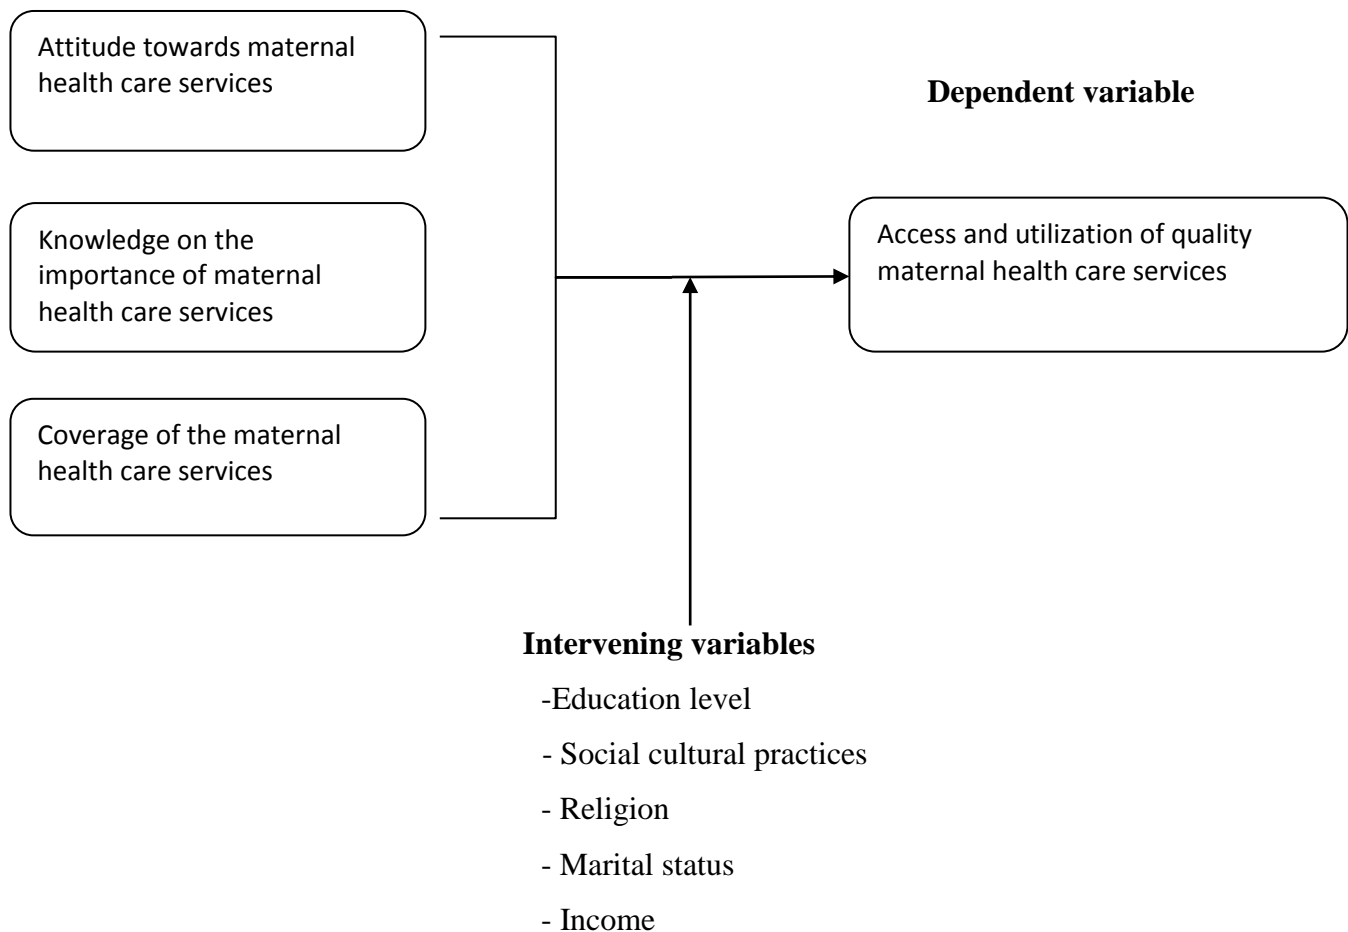 Attitude towards maternal
health care services
Dependent variable
Knowledge on the
importance of maternal
health care services
Access and utilization of quality
maternal health care services
Coverage of the maternal
health care services
Intervening variables
-Education level
- Social cultural practices
- Religion
- Marital status
- Income